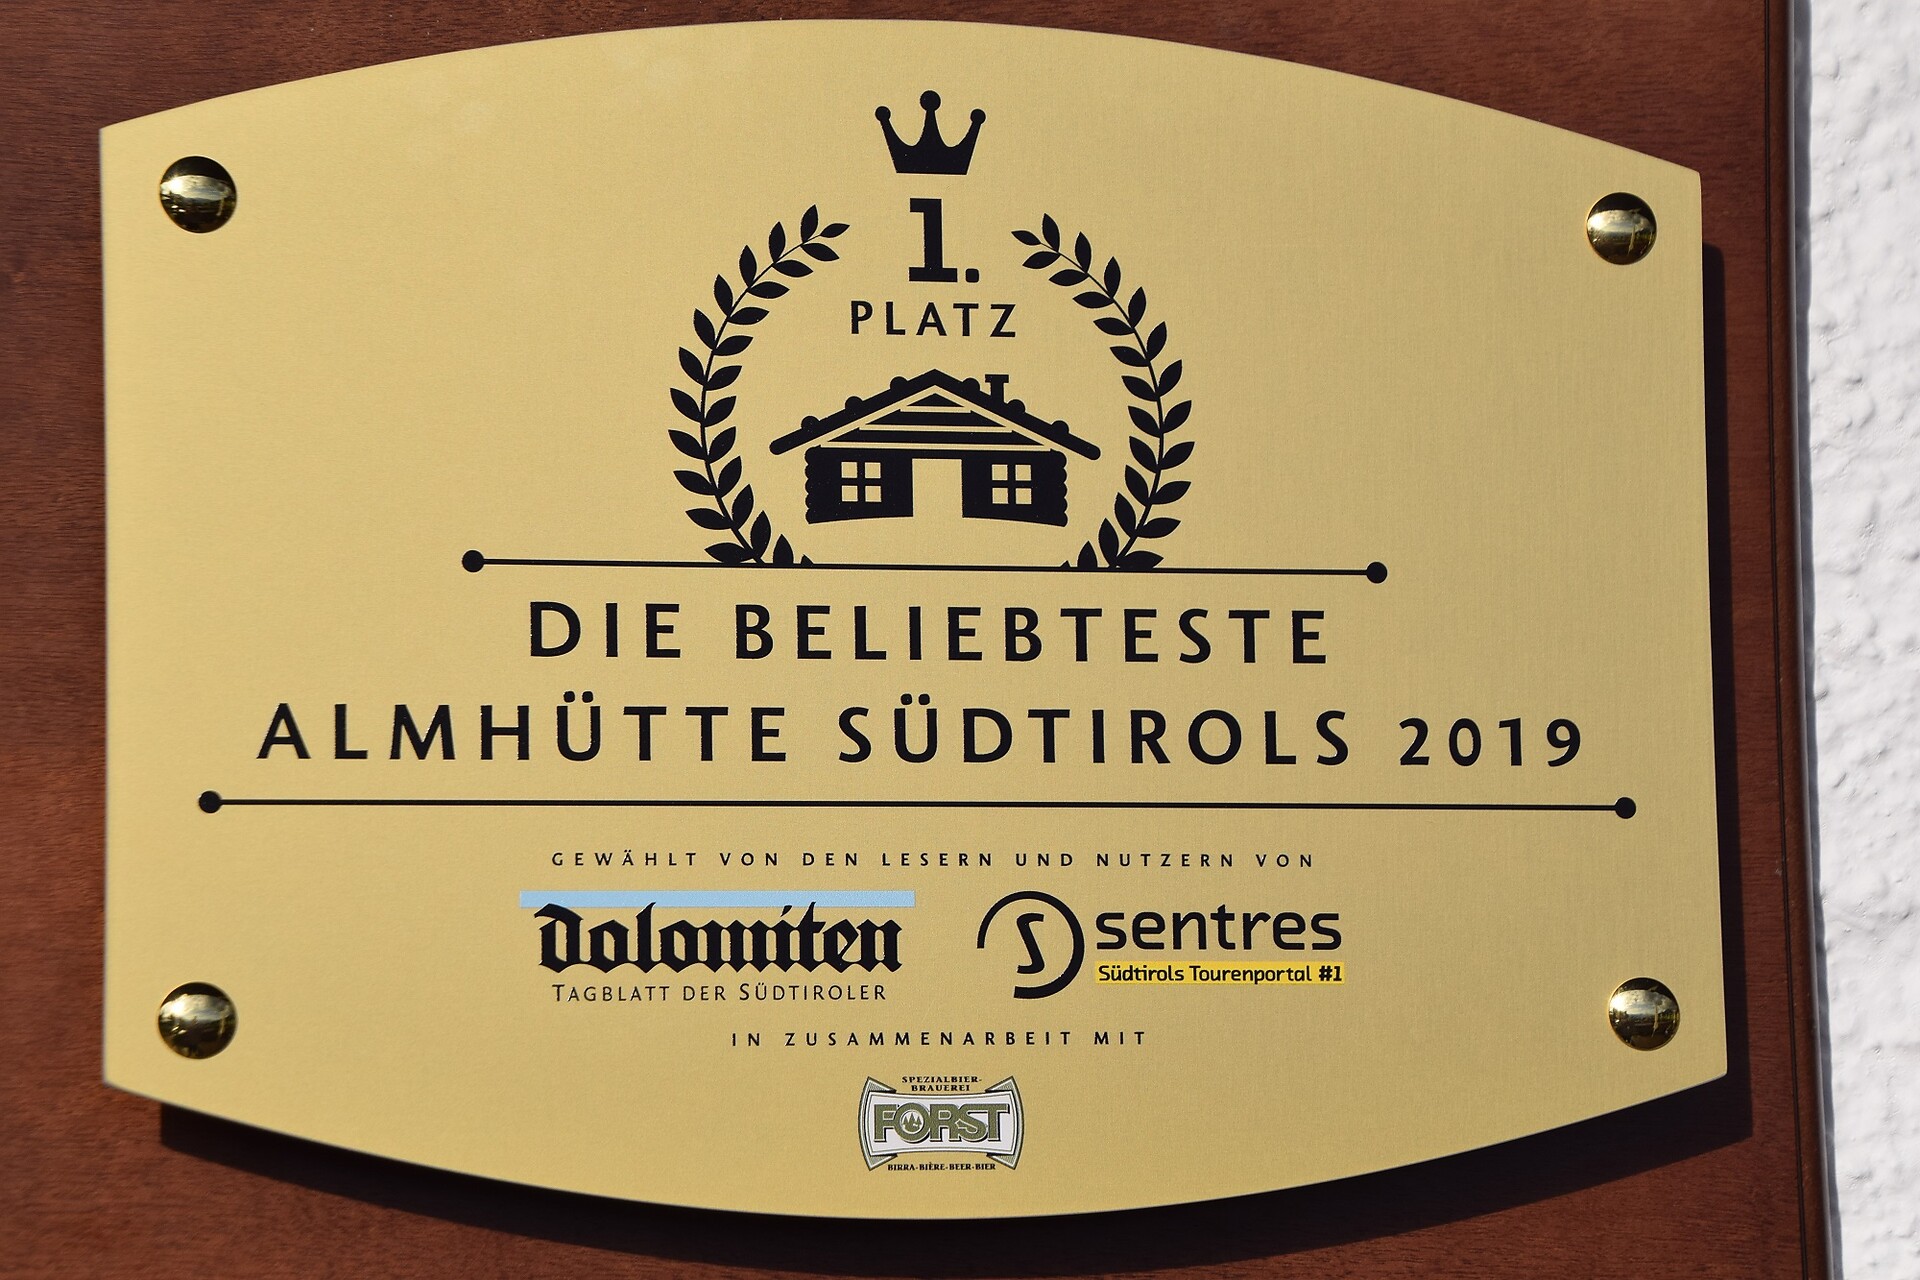 1.
PLATZ
DIE BELIEBTESTE
ALMHÜTTE SÜDTIROLS 2019
GEWÄHLT VON DEN LESERN UND NUTZERN VON
dolomiten
TAGBLATT DER SÜDTIROLER
sentres
Südtirols Tourenportal #1
IN ZUSAMMENARBEIT MIT
SPEZIALBIER-
BRAUEREI
FORST
BIRRA-BIÈRE-BEER-BIER